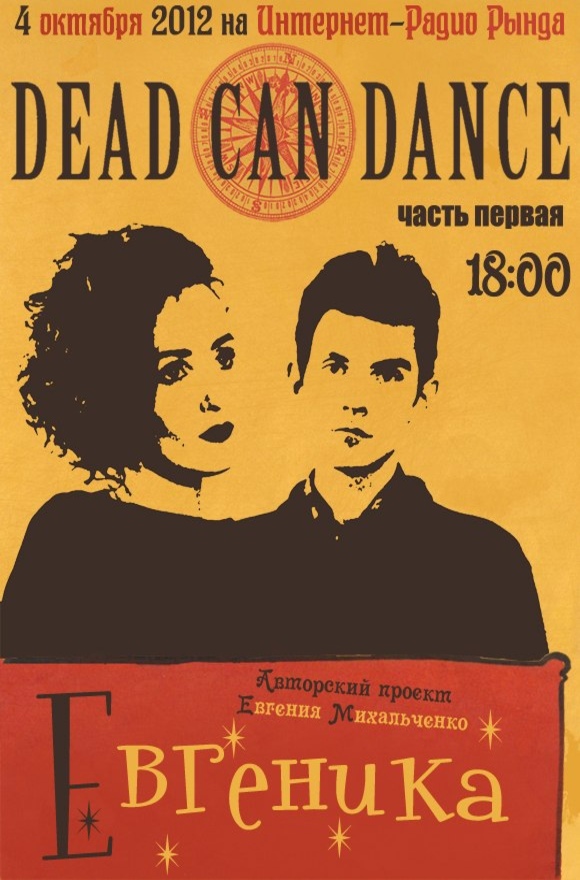 4 октября 2012 на Интернет-Радио Рында
DEAD CAN DANCE
часть первая
18:00
Авторский проект
Евгения Михальченко
Евгеника